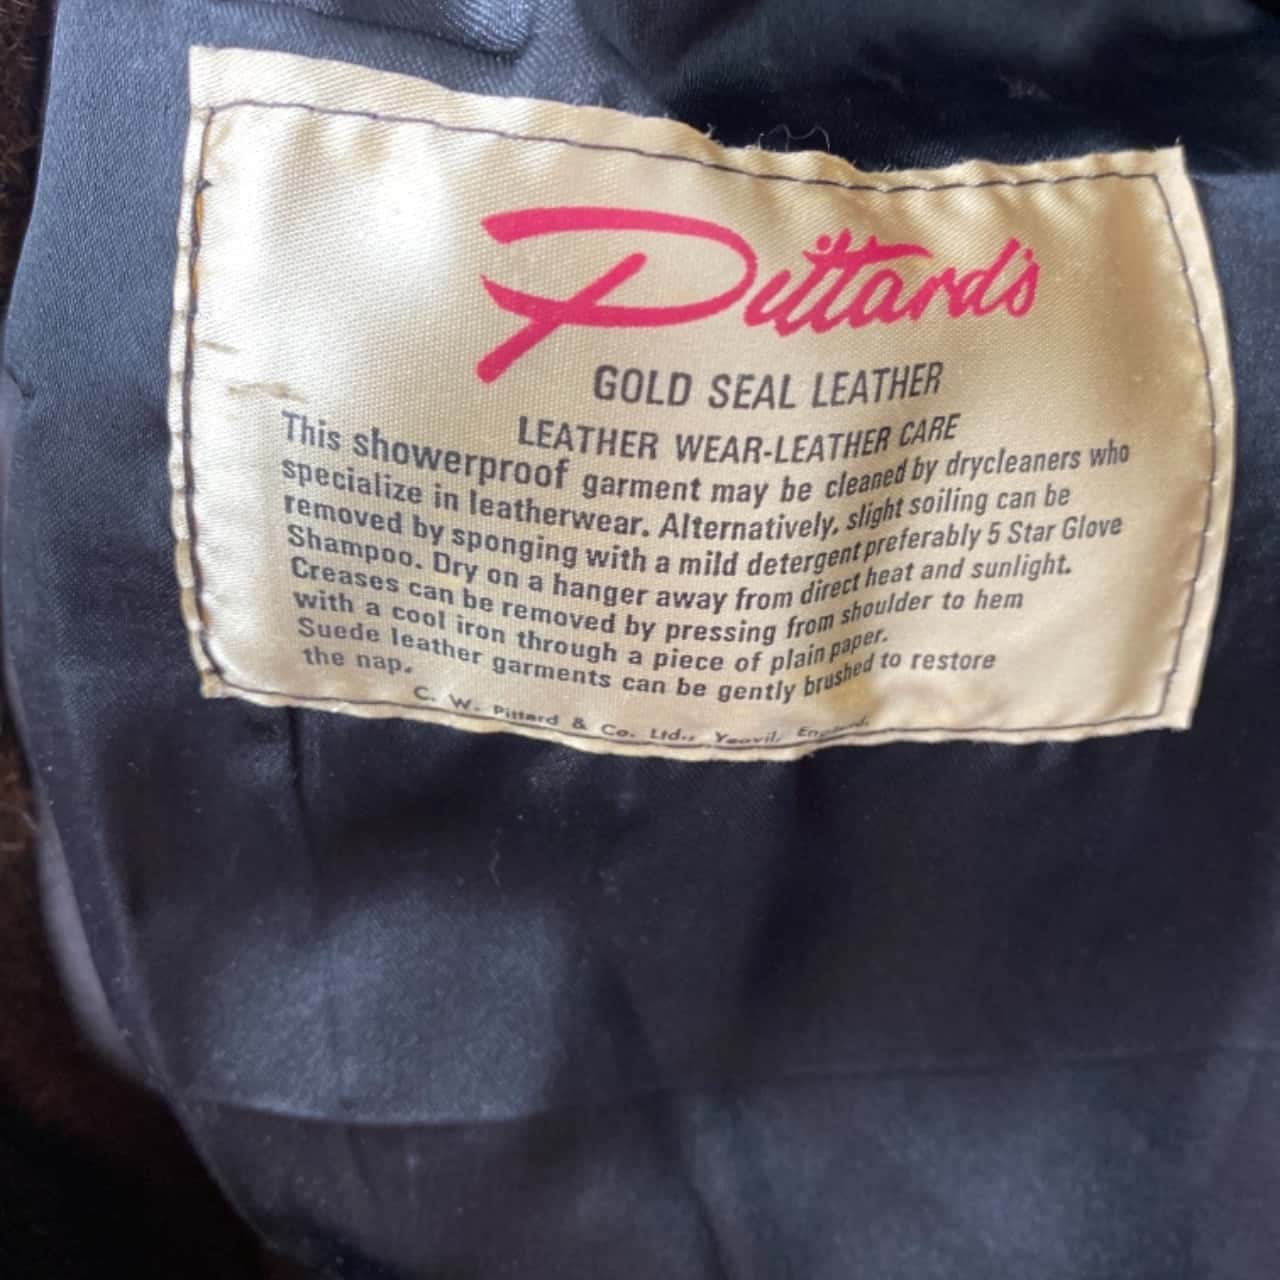 Pittard's
GOLD SEAL LEATHER
LEATHER WEAR-LEATHER CARE
This showerproof garment may be cleaned by drycleaners who
specialize in leatherwear. Alternatively, slight soiling can be
removed by sponging with a mild detergent preferably 5 Star Glove
Shampoo. Dry on a hanger away from direct heat and sunlight.
Creases can be removed by pressing from shoulder to hem
with a cool iron through a piece of plain paper.
Suede leather garments can be gently brushed to restore
the nap.
C. W. Pittard & Co. Ltd., Yeovil, England.